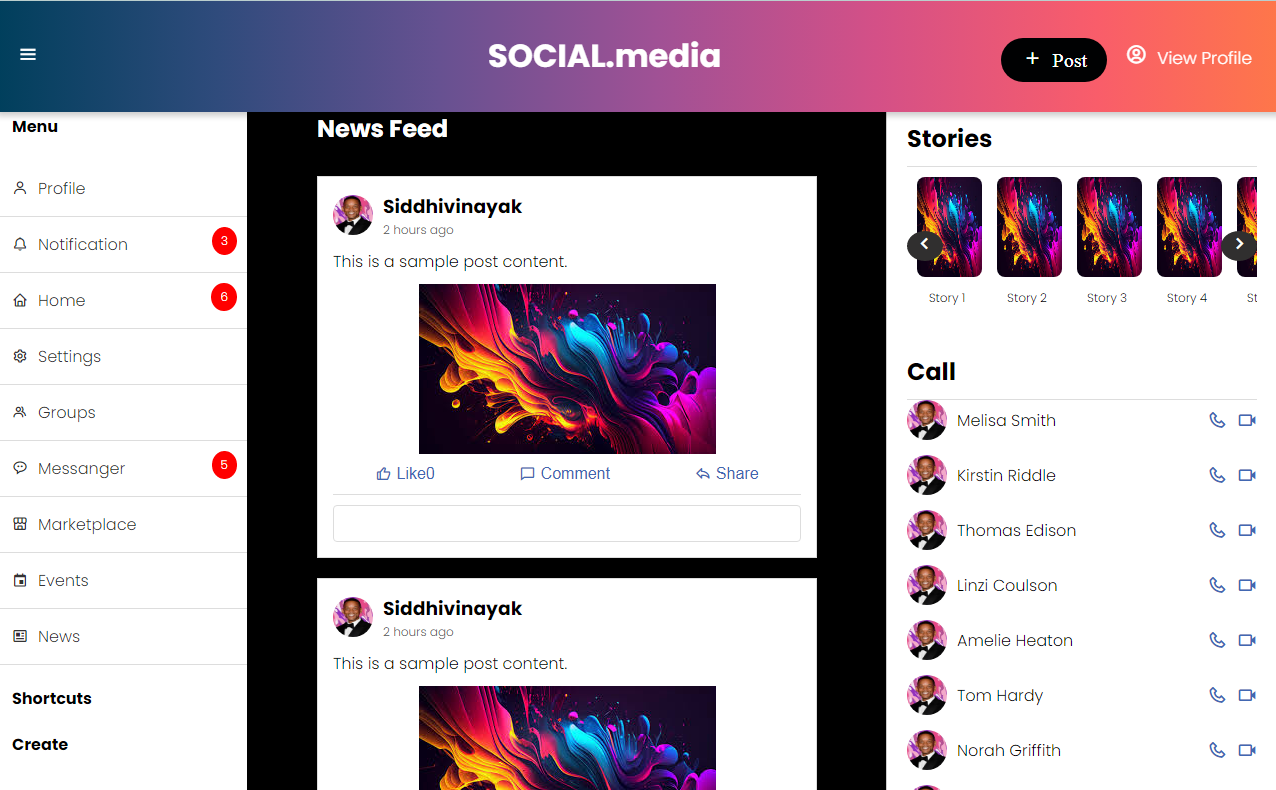 SOCIAL.media
+ Post
View Profile
Menu
Profile
Notification 3
Home 6
Settings
Groups
Messanger 5
Marketplace
Events
News
Shortcuts
Create
News Feed
Siddhivinayak
2 hours ago
This is a sample post content.
Like0 Comment Share
Siddhivinayak
2 hours ago
This is a sample post content.
Stories
Story 1 Story 2 Story 3 Story 4 St
Call
Melisa Smith
Kirstin Riddle
Thomas Edison
Linzi Coulson
Amelie Heaton
Tom Hardy
Norah Griffith